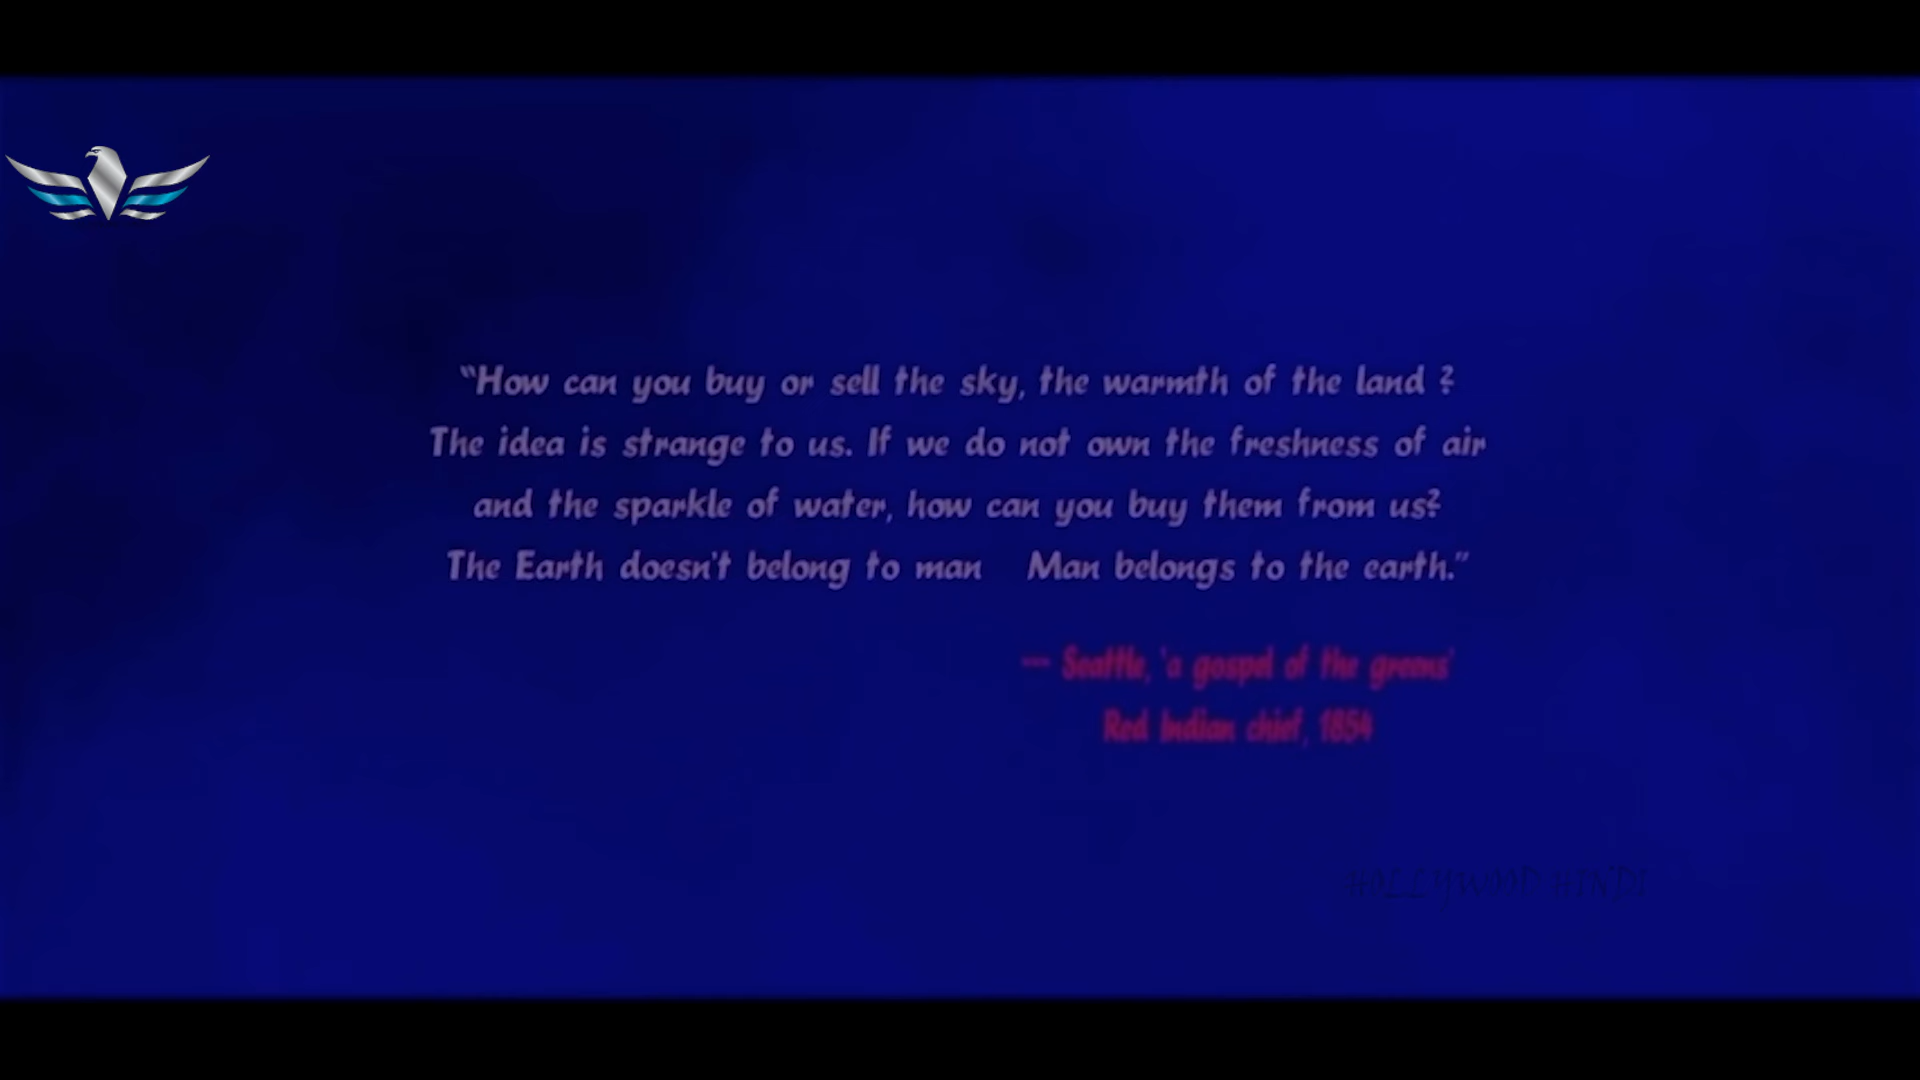 “How can you buy or sell the sky, the warmth of the land ?
The idea is strange to us. If we do not own the freshness of air
and the sparkle of water, how can you buy them from us?
The Earth doesn't belong to man Man belongs to the earth.”
--- Seattle, 'a gospel of the greens'
Red Indian chief, 1854
HOLLYWOOD HINDI